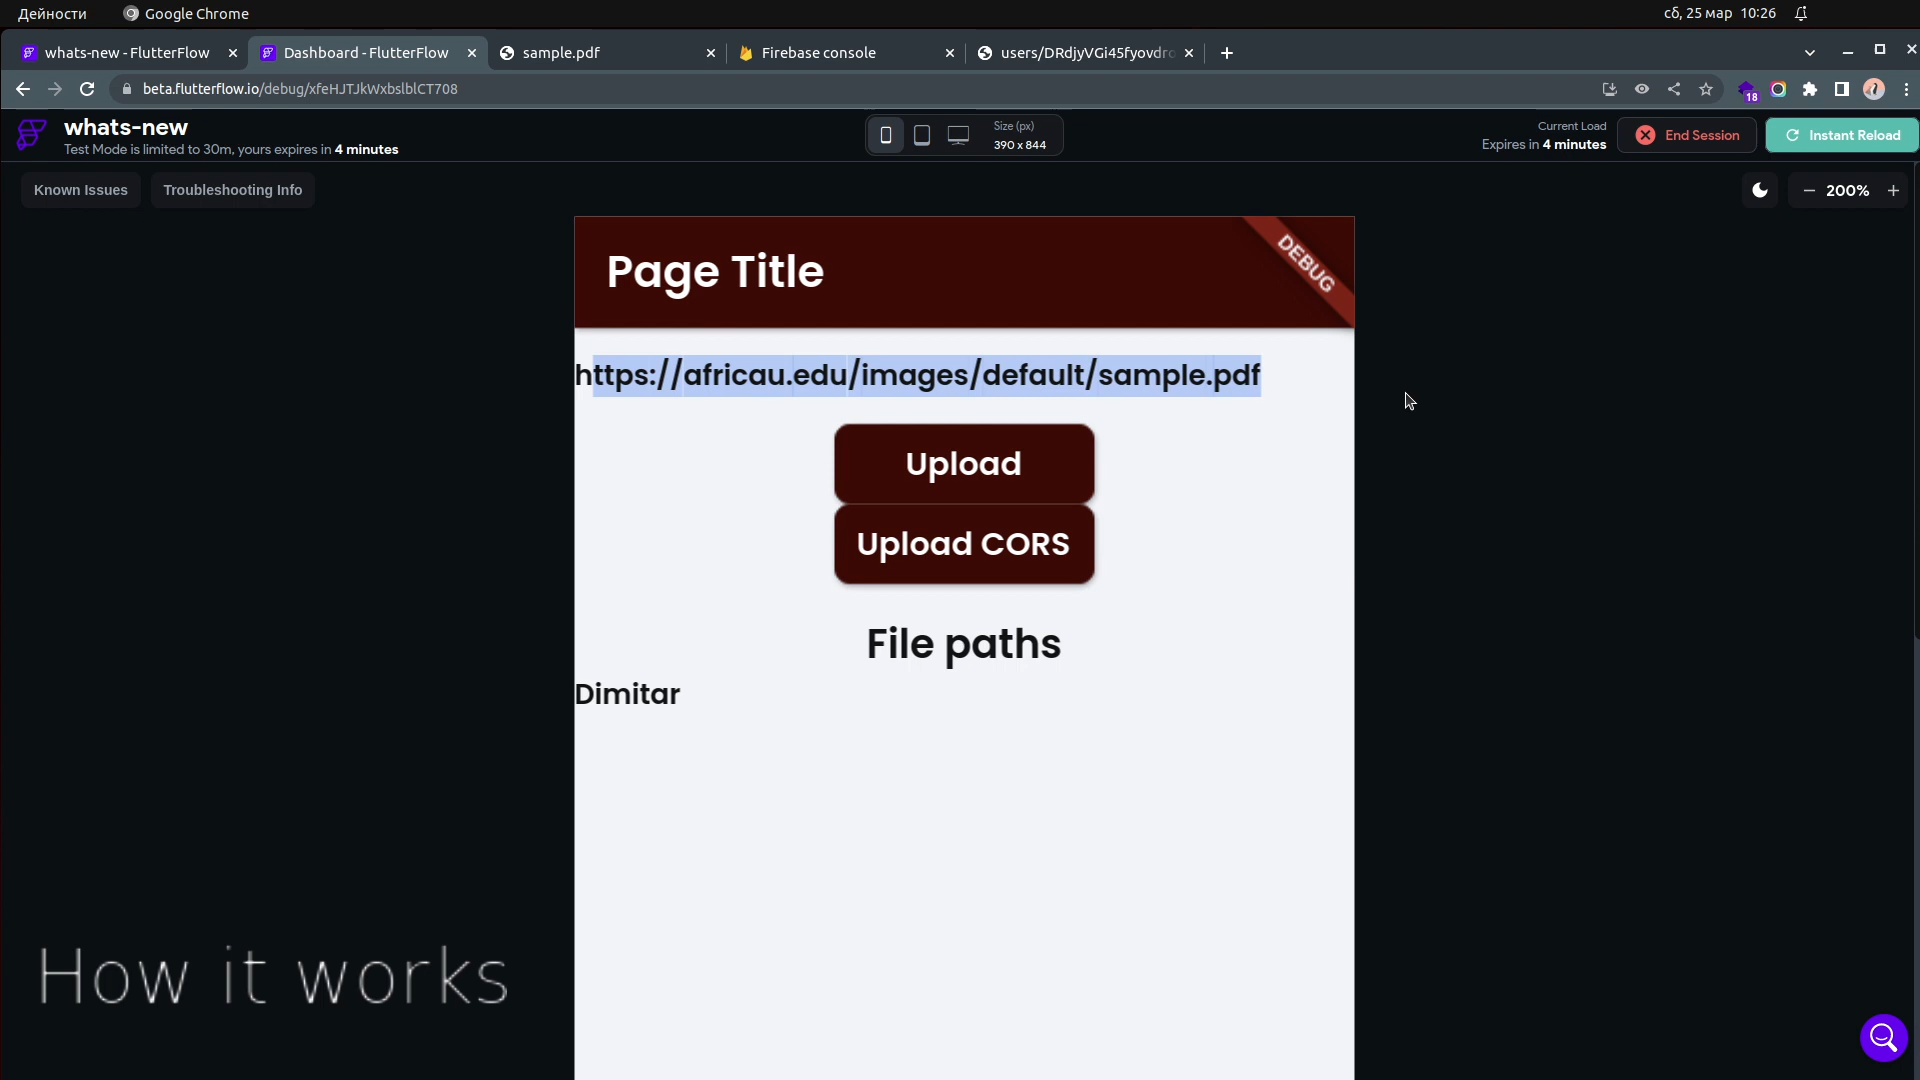 Дейности
Google Chrome
сб, 25 мар 10:26
whats-new - FlutterFlow
Dashboard - FlutterFlow
sample.pdf
Firebase console
users/DRdjyVGi45fyovdro
beta.flutterflow.io/debug/xfeHJTJkWxbslblCT708
18
whats-new
Test Mode is limited to 30m, yours expires in 4 minutes
Size (px)
390 x 844
Current Load
Expires in 4 minutes
End Session
Instant Reload
Known Issues
Troubleshooting Info
200%
Page Title
DEBUG
https://africau.edu/images/default/sample.pdf
Upload
Upload CORS
File paths
Dimitar
How it works